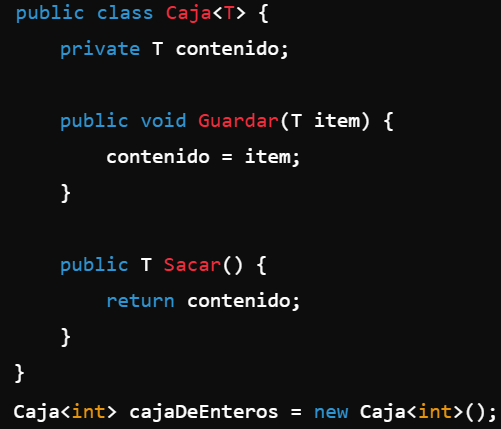 public class Caja<T> {
    private T contenido;

    public void Guardar(T item) {
        contenido = item;
    }

    public T Sacar() {
        return contenido;
    }
}
Caja<int> cajaDeEnteros = new Caja<int>();